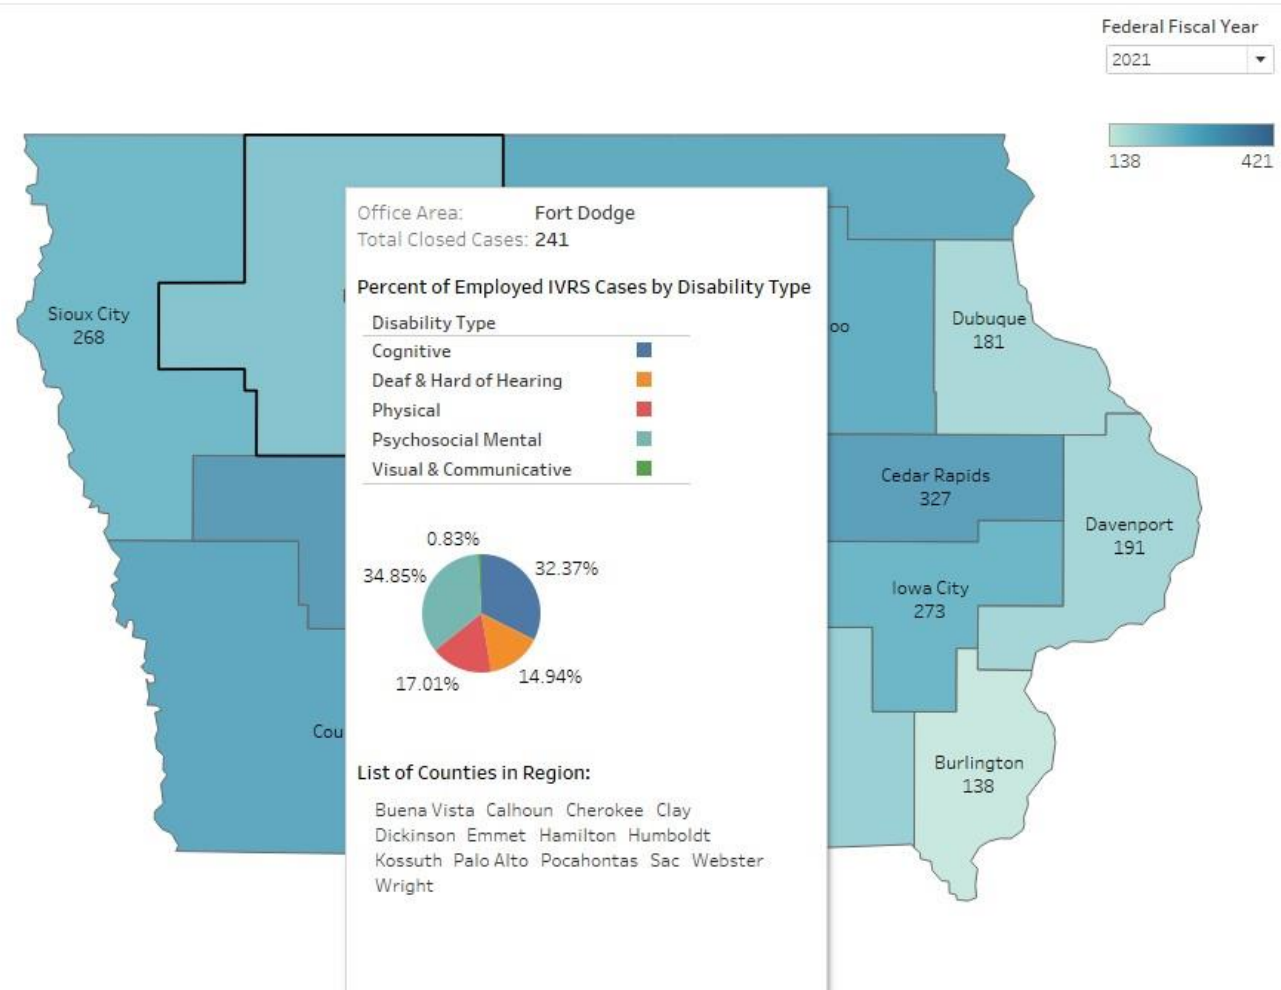 Federal Fiscal Year
2021
138 421
Office Area: Fort Dodge
Total Closed Cases: 241
Percent of Employed IVRS Cases by Disability Type
Disability Type
Cognitive
Deaf & Hard of Hearing
Physical
Psychosocial Mental
Visual & Communicative
0.83%
34.85%
32.37%
17.01%
14.94%
List of Counties in Region:
Buena Vista Calhoun Cherokee Clay
Dickinson Emmet Hamilton Humboldt
Kossuth Palo Alto Pocahontas Sac Webster
Wright
Sioux City
268
oo
Dubuque
181
Cedar Rapids
327
Davenport
191
Iowa City
273
Cou
Burlington
138